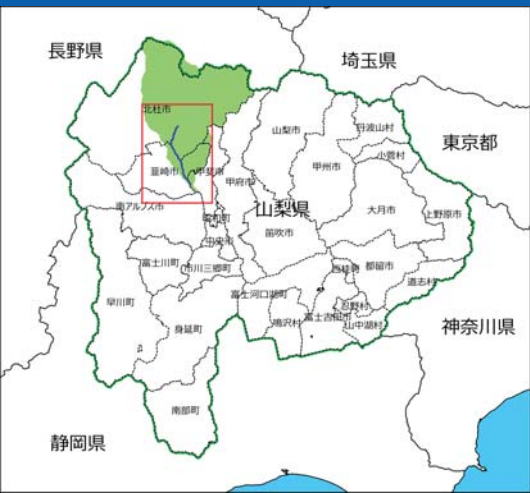 長野県
埼玉県
北杜市
山梨市
丹波山村
東京都
小菅村
韮崎市
甲斐市
甲府市
甲州市
南アルプス市
昭和町
山梨県
大月市
上野原市
笛吹市
中央市
富士川町
市川三郷町
西桂町
都留市
道志村
早川町
富士河口湖町
鳴沢村
富士吉田市
忍野村
山中湖村
身延町
神奈川県
南部町
静岡県